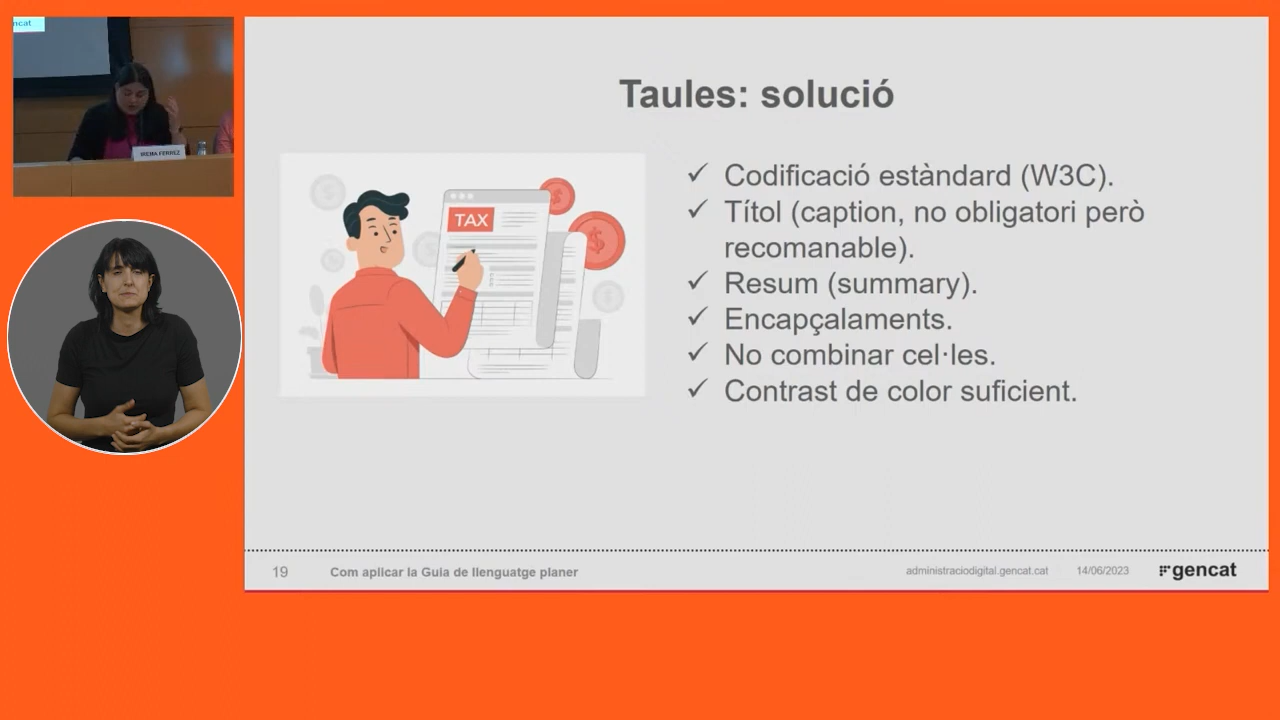 ncat
Taules: solució
TAX
✓ Codificació estàndard (W3C).
✓ Títol (caption, no obligatori però
recomanable).
✓ Resum (summary).
✓ Encapçalaments.
✓ No combinar cel·les.
✓ Contrast de color suficient.
19
Com aplicar la Guia de llenguatge planer
administraciodigital.gencat.cat
14/06/2023
gencat